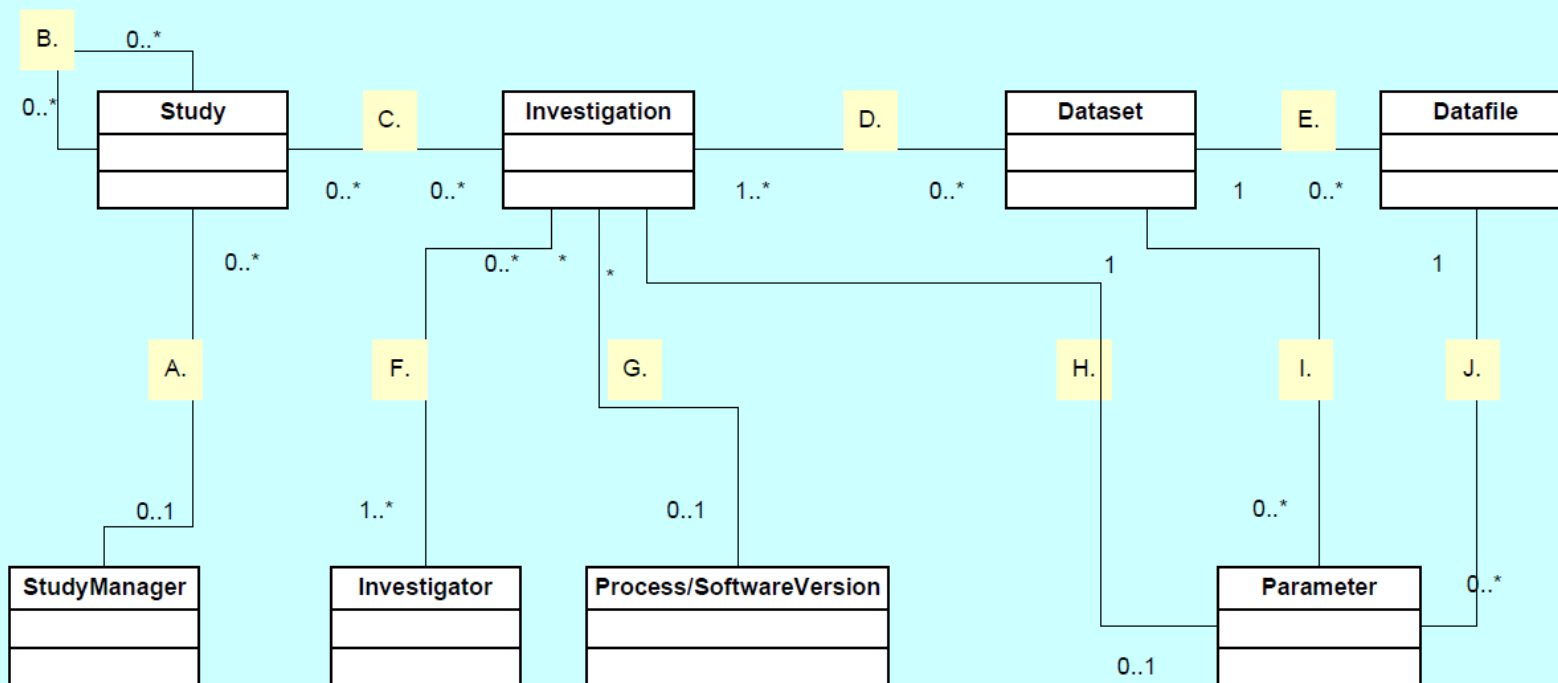 B.
0..*
0..*
Study
C.
Investigation
D.
Dataset
E.
Datafile
0..*
0..*
1..*
0..*
1
0..*
0..*
0..*
*
*
1
1
A.
F.
G.
H.
I.
J.
0..1
1..*
0..1
0..*
StudyManager
Investigator
Process/SoftwareVersion
Parameter
0..*
0..1